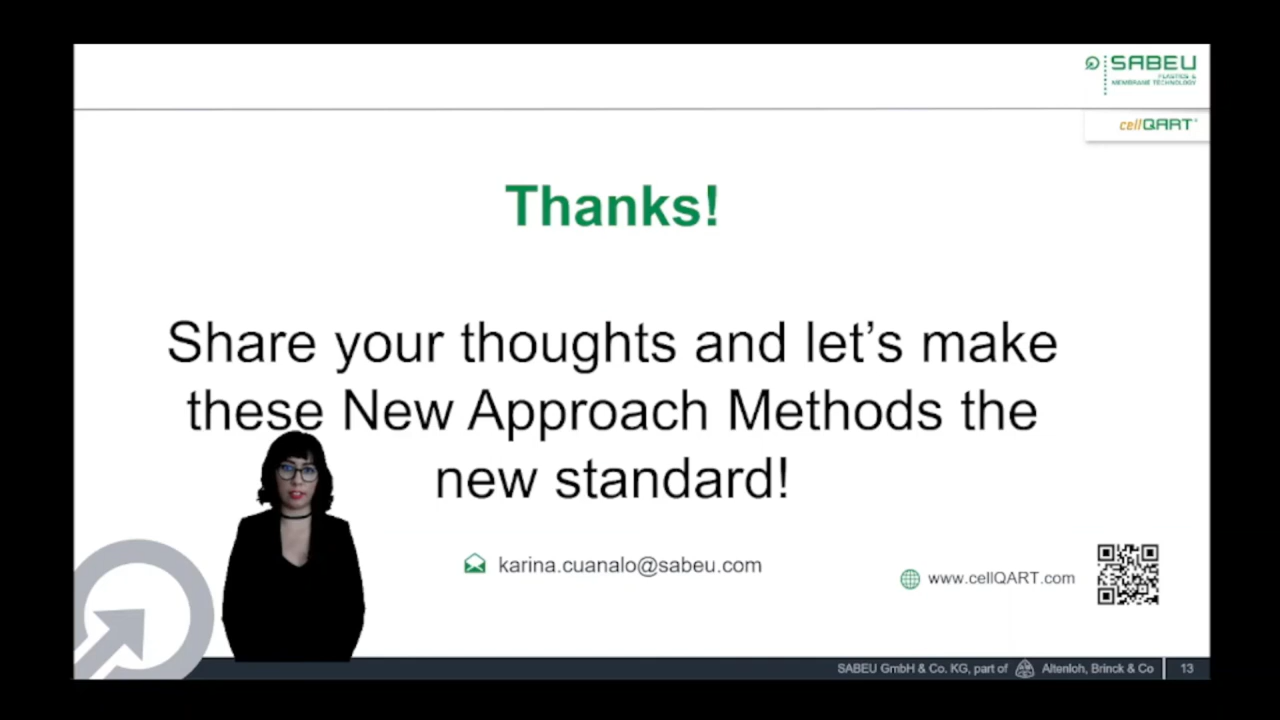 SABEU
PLASTICS &
MEMBRANE TECHNOLOGY
cellQART®
Thanks!
Share your thoughts and let’s make
these New Approach Methods the
new standard!
karina.cuanalo@sabeu.com
www.cellQART.com
SABEU GmbH & Co. KG, part of Altenloh, Brinck & Co 13